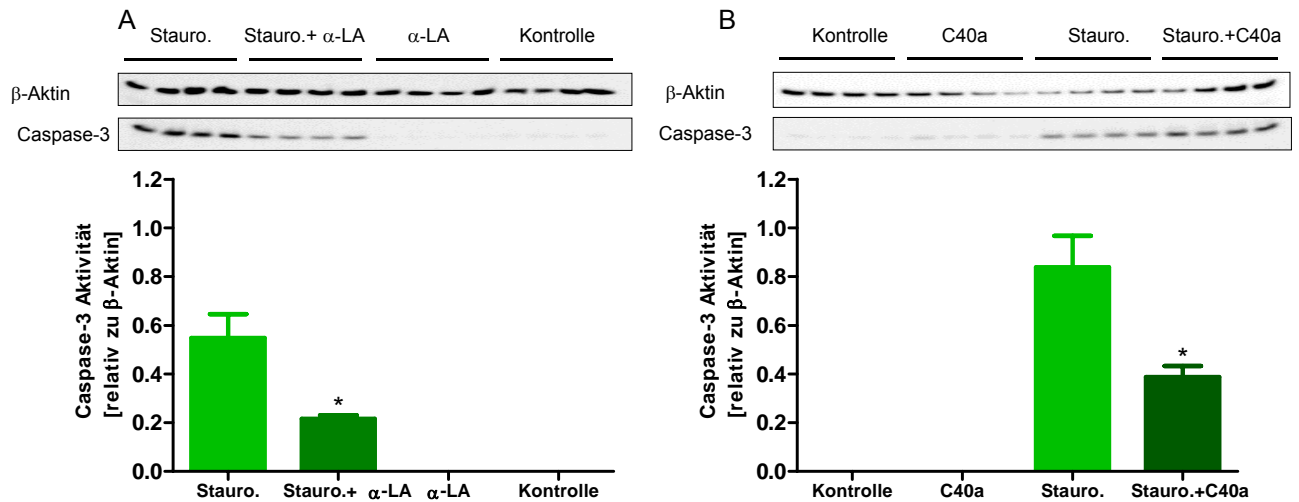 A
Stauro. Stauro.+ α-LA α-LA Kontrolle
β-Aktin
Caspase-3
Caspase-3 Aktivität
[relativ zu β-Aktin]
1.2
1.0
0.8
0.6
0.4
0.2
0.0
*
Stauro. Stauro.+ α-LA α-LA Kontrolle
B
Kontrolle C40a Stauro. Stauro.+C40a
β-Aktin
Caspase-3
Caspase-3 Aktivität
[relativ zu β-Aktin]
1.2
1.0
0.8
0.6
0.4
0.2
0.0
*
Kontrolle C40a Stauro. Stauro.+C40a